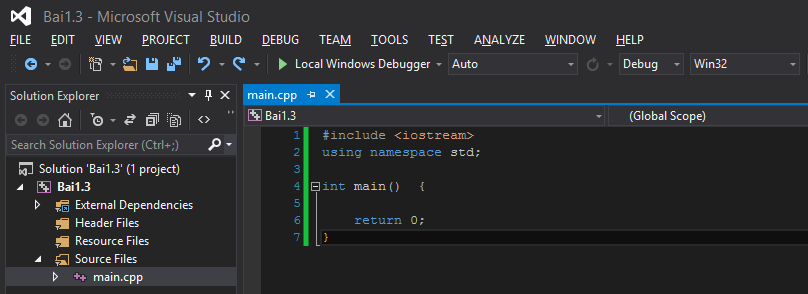 Bai1.3 - Microsoft Visual Studio
FILE EDIT VIEW PROJECT BUILD DEBUG TEAM TOOLS TEST ANALYZE WINDOW HELP
Local Windows Debugger Auto Debug Win32
Solution Explorer
Search Solution Explorer (Ctrl+;)
Solution 'Bai1.3' (1 project)
Bai1.3
External Dependencies
Header Files
Resource Files
Source Files
main.cpp
main.cpp
Bai1.3 (Global Scope)
1 #include <iostream>
2 using namespace std;
3
4 int main()  {
5
6 return 0;
7 }